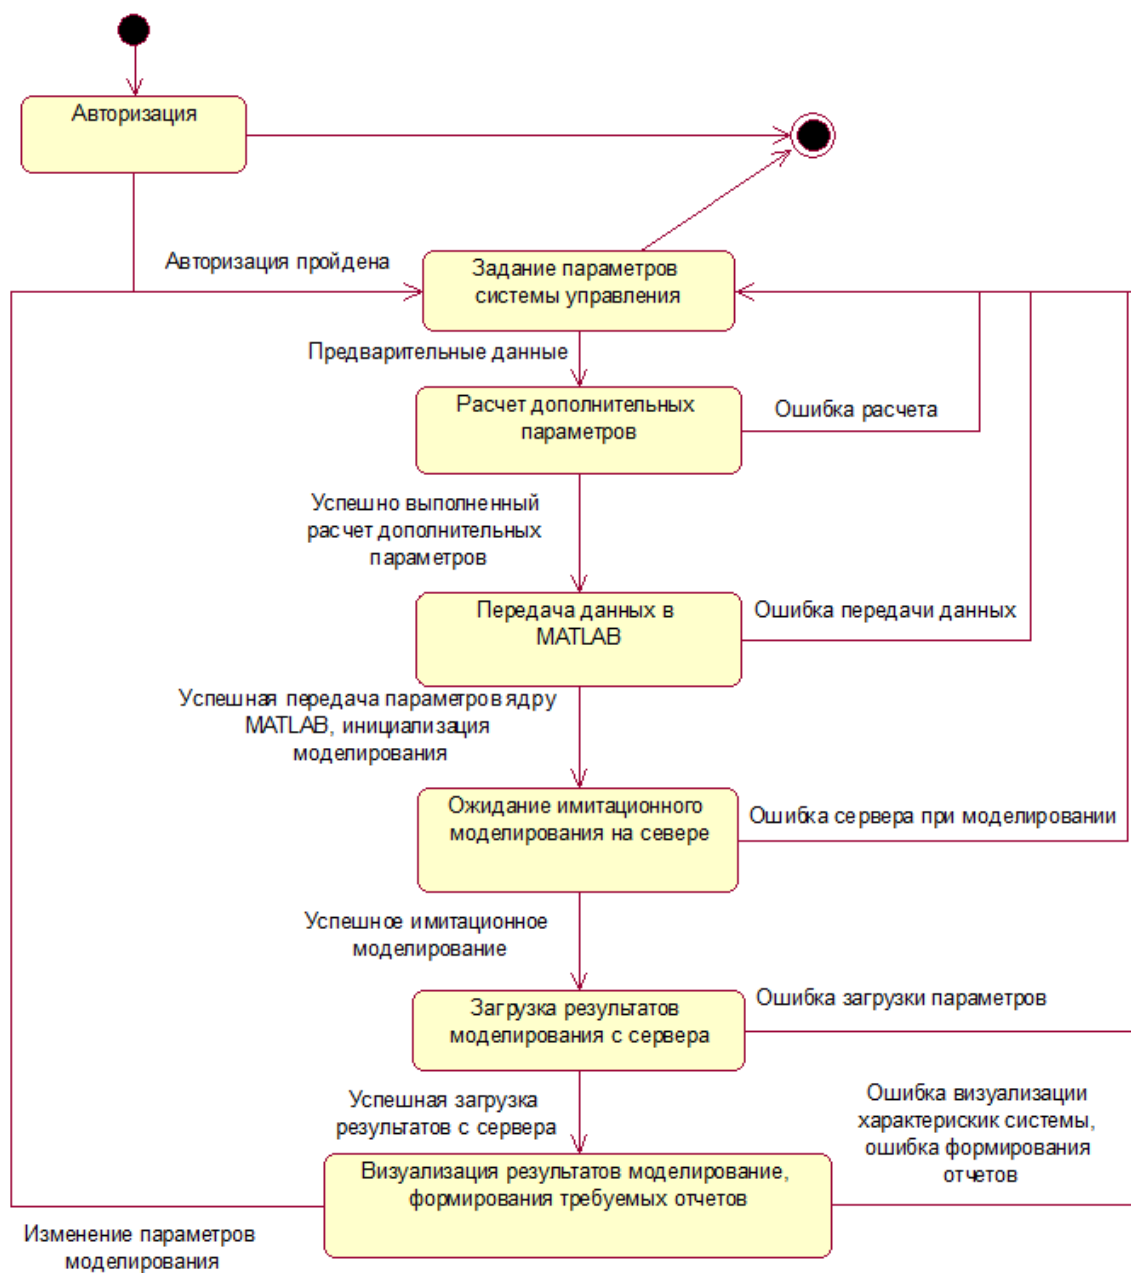 Авторизация
Авторизация пройдена
Задание параметров
системы управления
Предварительные данные
Расчет дополнительных
параметров
Ошибка расчета
Успешно выполненный
расчет дополнительных
параметров
Передача данных в
MATLAB
Ошибка передачи данных
Успешная передача параметров ядру
MATLAB, инициализация
моделирования
Ожидание имитационного
моделирования на севере
Ошибка сервера при моделировании
Успешное имитационное
моделирование
Загрузка результатов
моделирования с сервера
Ошибка загрузки параметров
Успешная загрузка
результатов с сервера
Ошибка визуализации
характерискик системы,
ошибка формирования
отчетов
Визуализация результатов моделирование,
формирования требуемых отчетов
Изменение параметров
моделирования